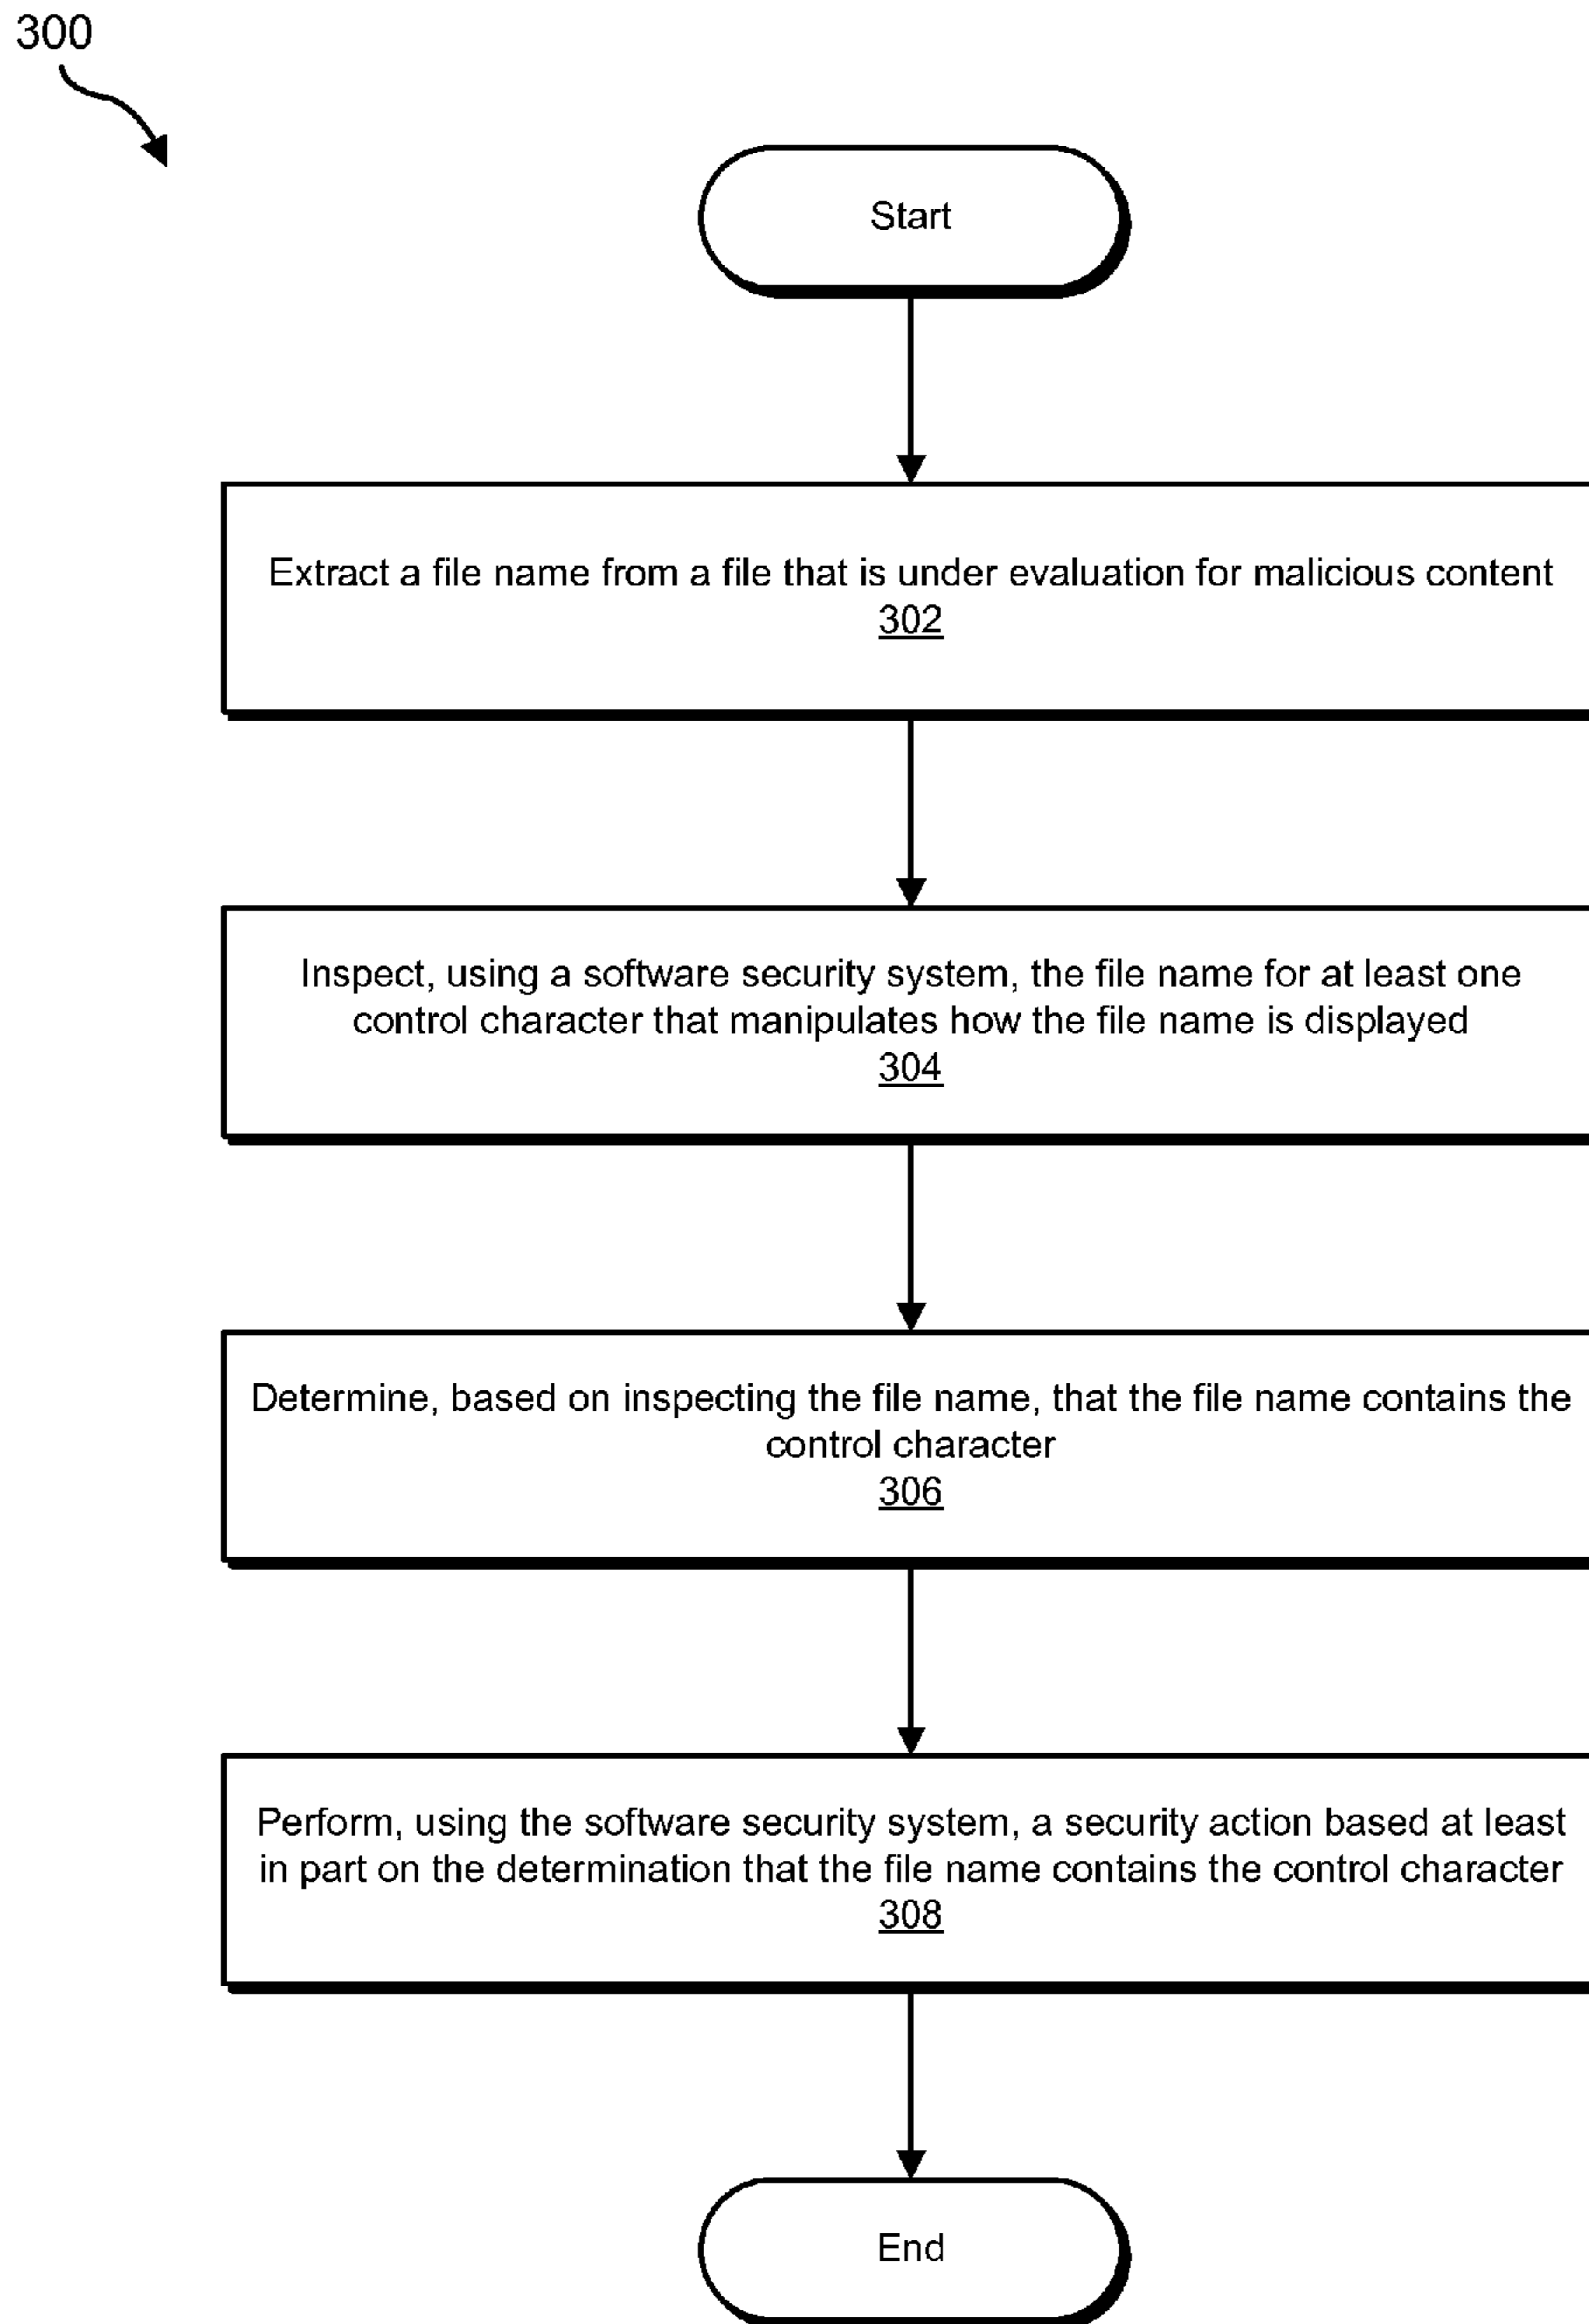 300
Start
Extract a file name from a file that is under evaluation for malicious content
302
Inspect, using a software security system, the file name for at least one
control character that manipulates how the file name is displayed
304
Determine, based on inspecting the file name, that the file name contains the
control character
306
Perform, using the software security system, a security action based at least
in part on the determination that the file name contains the control character
308
End